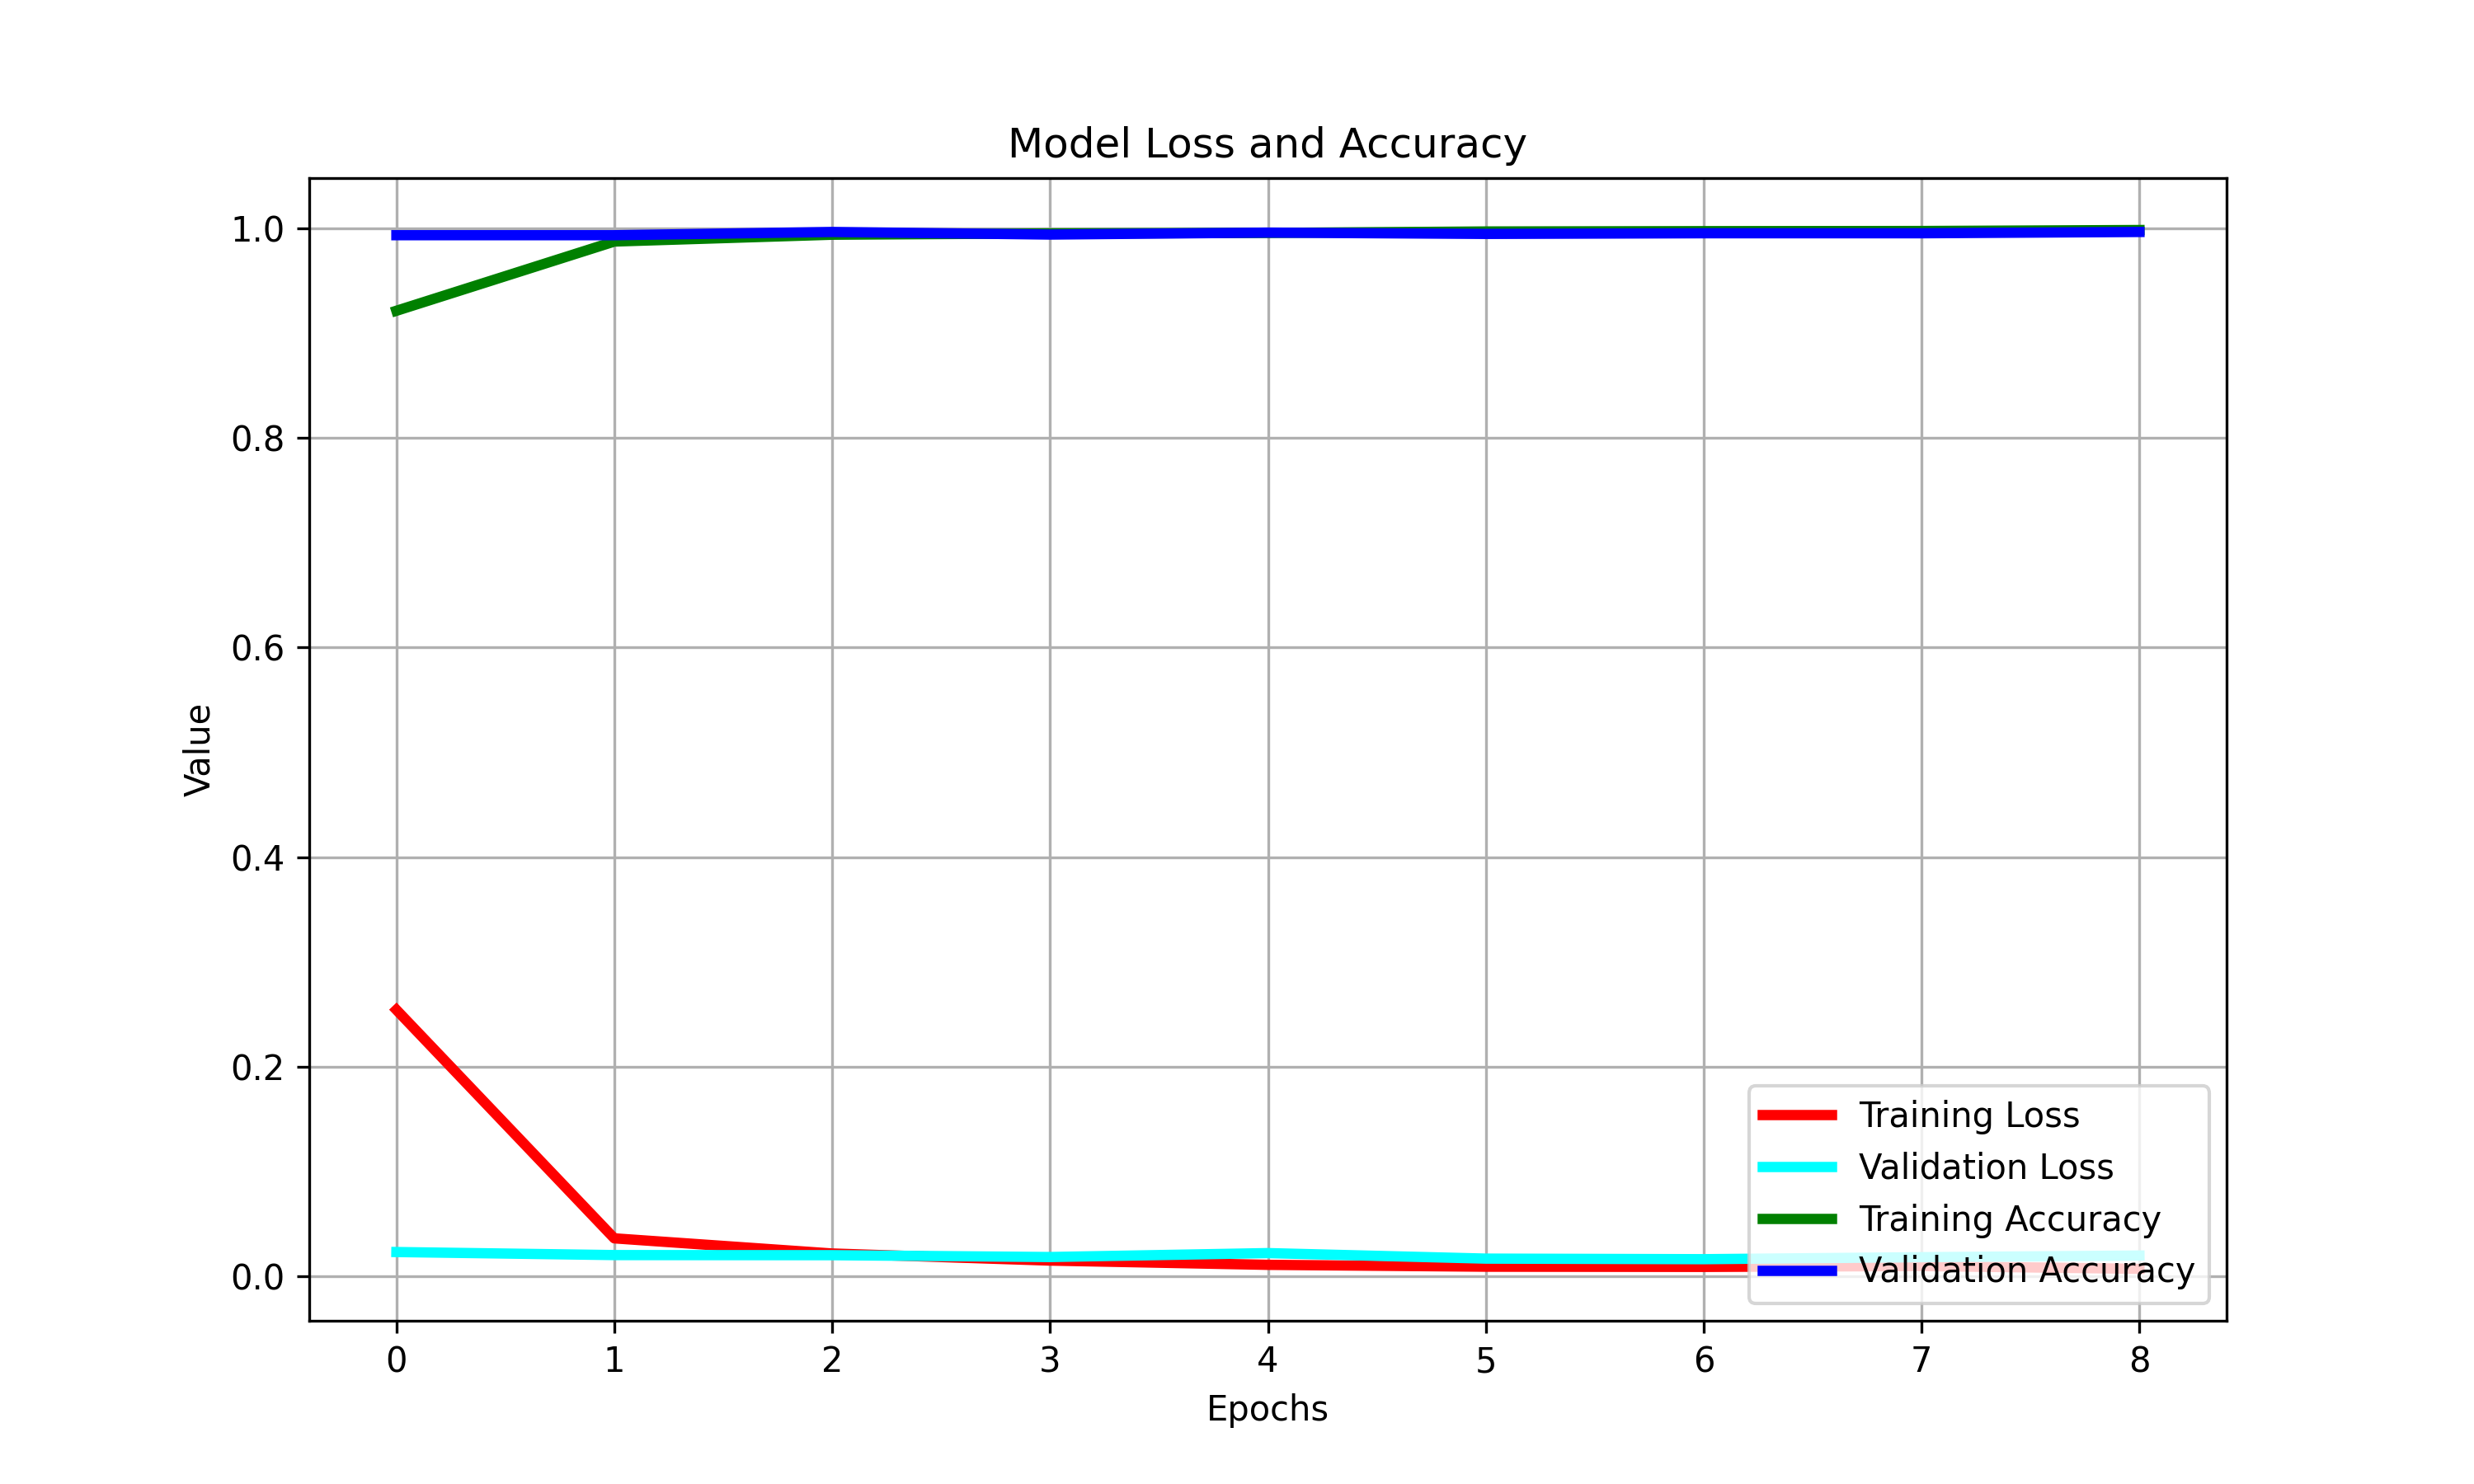 Model Loss and Accuracy
1.0
0.8
0.6
0.4
0.2
0.0
Value
Training Loss
Validation Loss
Training Accuracy
Validation Accuracy
0 1 2 3 4 5 6 7 8
Epochs